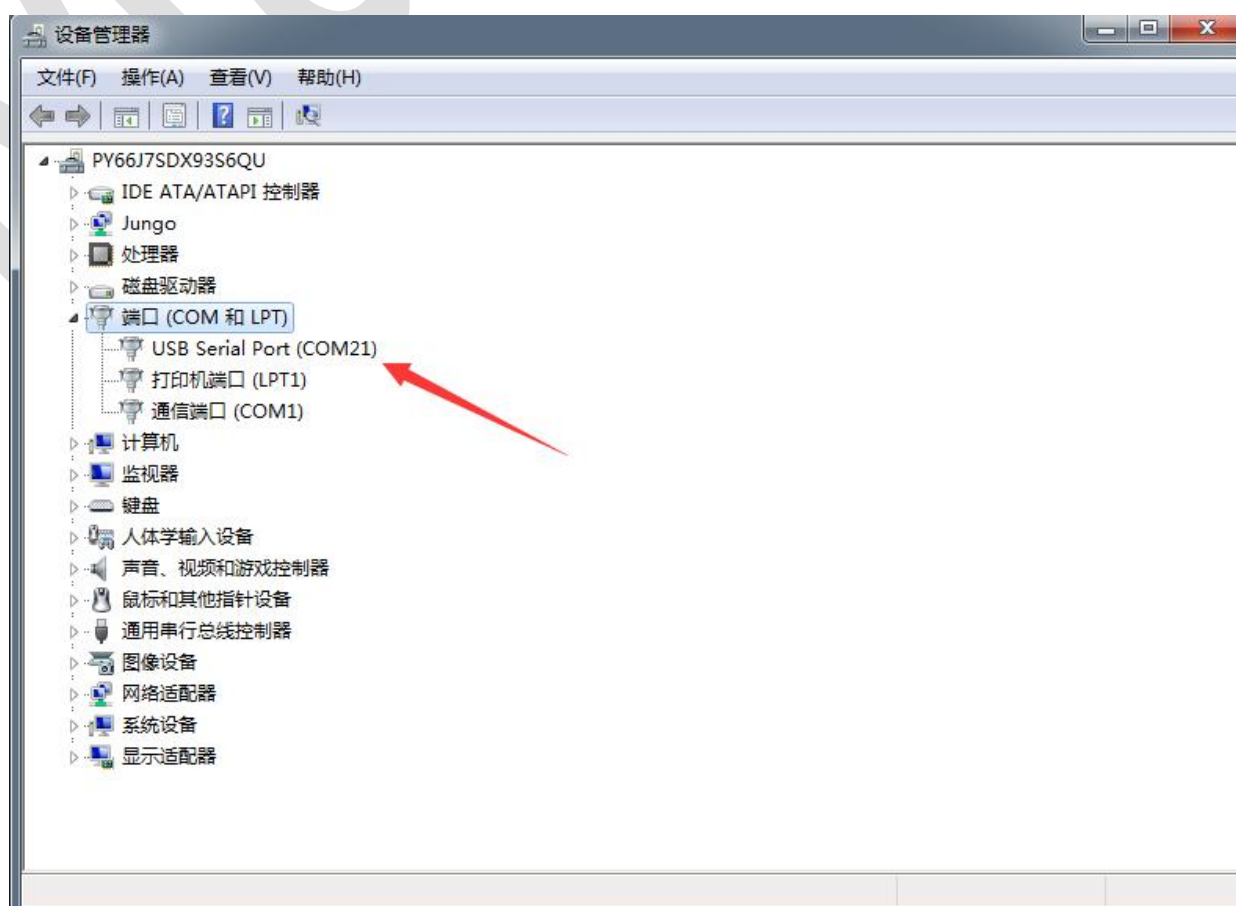 设备管理器
文件(F) 操作(A) 查看(V) 帮助(H)
PY66J7SDX93S6QU
IDE ATA/ATAPI 控制器
Jungo
处理器
磁盘驱动器
端口 (COM 和 LPT)
USB Serial Port (COM21)
打印机端口 (LPT1)
通信端口 (COM1)
计算机
监视器
键盘
人体学输入设备
声音、视频和游戏控制器
鼠标和其他指针设备
通用串行总线控制器
图像设备
网络适配器
系统设备
显示适配器